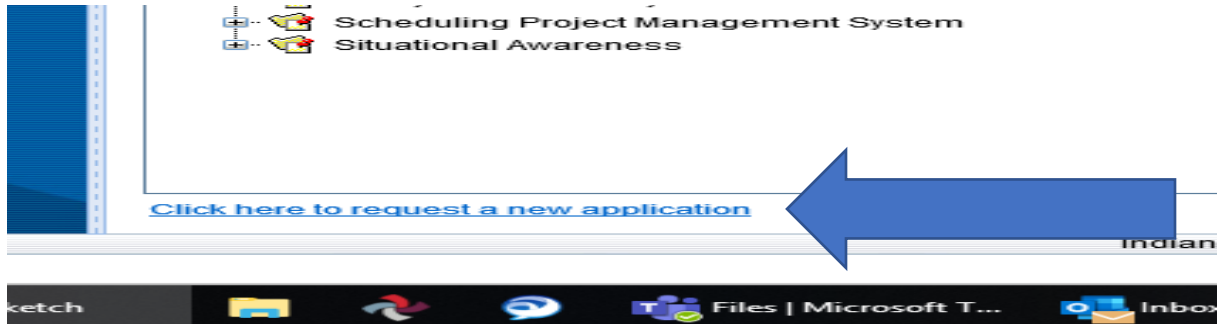 Scheduling Project Management System
Situational Awareness
Click here to request a new application
Indian
ketch
Files | Microsoft T...
Inbox